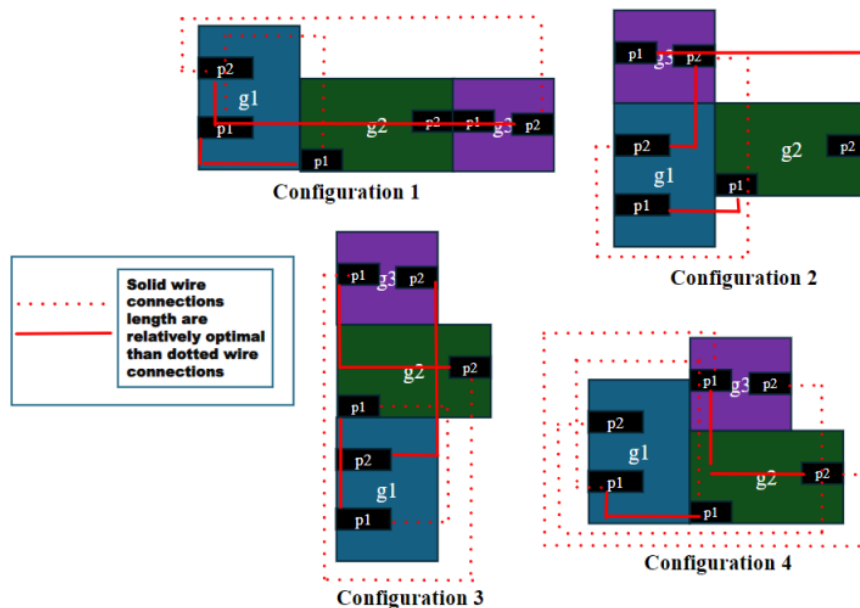 p2
g1
p1
p1
g2
p2
p1
g3
p2
Configuration 1
p1
g3
p2
p2
g1
p1
p1
g2
p2
Configuration 2
Solid wire
connections
length are
relatively optimal
than dotted wire
connections
p1
g3
p2
g2
p2
p1
p2
g1
p1
Configuration 3
p2
g1
p1
p1
g3
p2
g2
p2
p1
Configuration 4